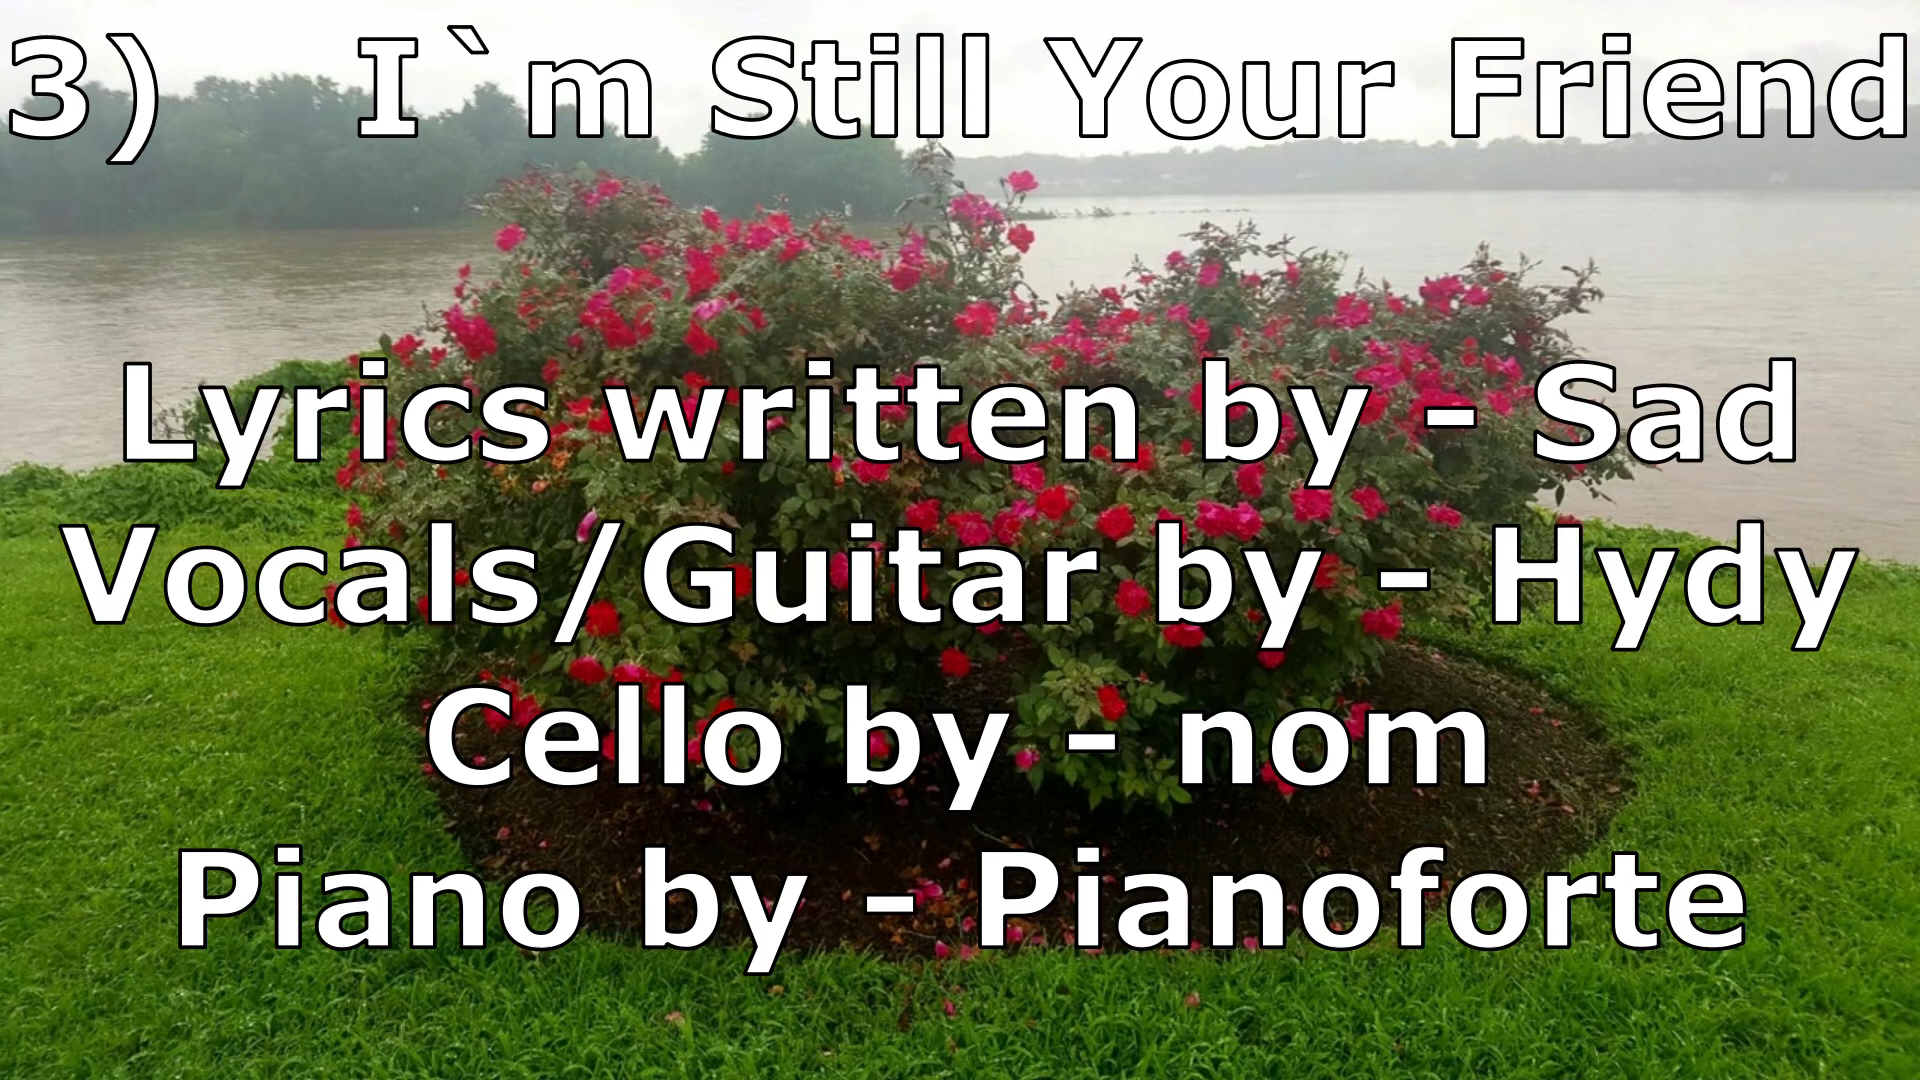 3) I`m Still Your Friend
Lyrics written by - Sad
Vocals/Guitar by - Hydy
Cello by - nom
Piano by - Pianoforte